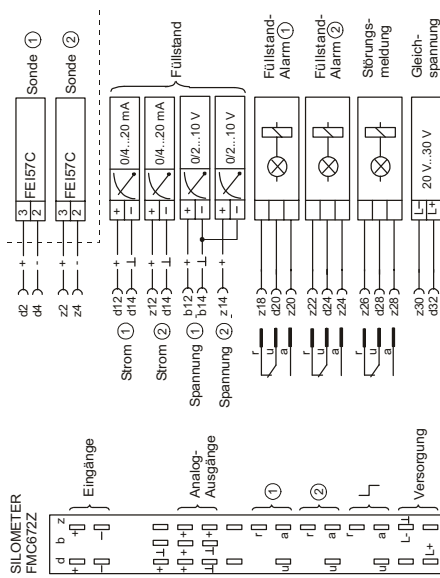 SILOMETER
FMC672Z
d b z
+ +
– –
Eingänge
+ ⊥ +
+ + +
⊥ ⊥ +
Analog-
Ausgänge
r
u a
①
r
u a
②
r
u a
L- ⊥
L+
Versorgung
Sonde ①
d2 + 3
d4 - 2
FEI57C
Sonde ②
z2 + 3
z4 - 2
FEI57C
Strom ①
d12 + +
d14 ⊥ –
0/4...20 mA
Strom ②
z12 + +
d14 ⊥ –
0/4...20 mA
Spannung ①
b12 + +
b14 ⊥ –
0/2...10 V
Spannung ②
z14 + +
–
0/2...10 V
Füllstand
r z18
u d20
a z20
Füllstand-
Alarm ①
r z22
u d24
a z24
Füllstand-
Alarm ②
r z26
u d28
a z28
Störungs-
meldung
z30 L–
d32 L+
20 V...30 V
Gleich-
spannung